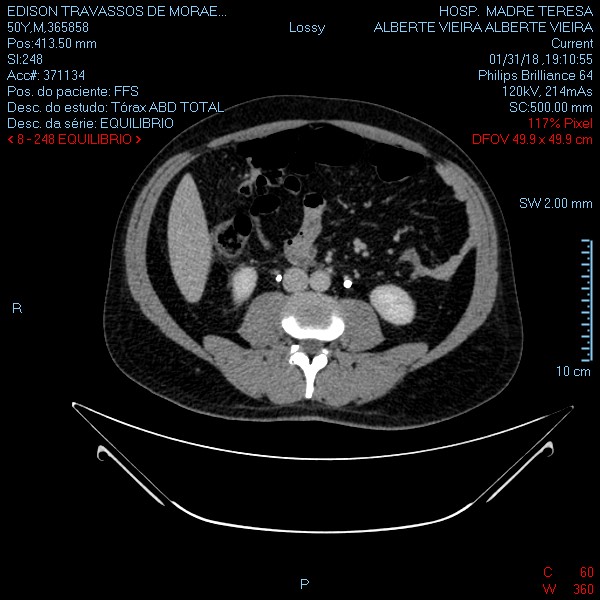 EDISON TRAVASSOS DE MORAE...
50Y,M,365858
Pos:413.50 mm
SI:248
Acc#: 371134
Pos. do paciente: FFS
Desc. do estudo: Tórax ABD TOTAL
Desc. da série: EQUILIBRIO
< 8 - 248 EQUILIBRIO >
Lossy
HOSP. MADRE TERESA
ALBERTE VIEIRA ALBERTE VIEIRA
Current
01/31/18 ,19:10:55
Philips Brilliance 64
120kV, 214mAs
SC:500.00 mm
117% Pixel
DFOV 49.9 x 49.9 cm
SW 2.00 mm
R
10 cm
P
C 60
W 360